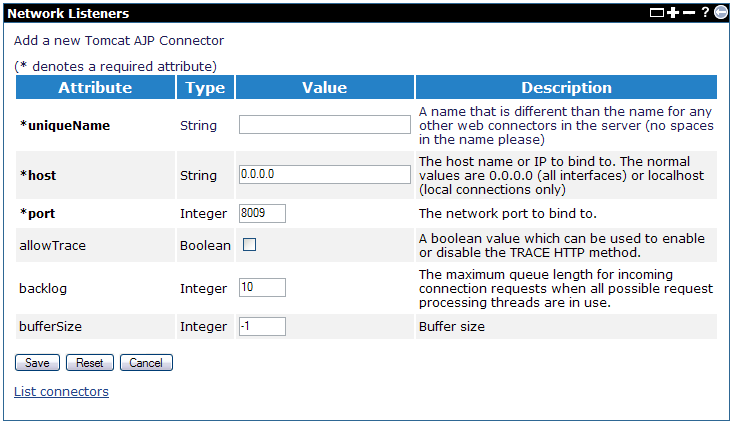 Network Listeners
?
Add a new Tomcat AJP Connector
(* denotes a required attribute)
Attribute Type Value Description
*uniqueName String A name that is different than the name for any
other web connectors in the server (no spaces
in the name please)
*host String 0.0.0.0 The host name or IP to bind to. The normal
values are 0.0.0.0 (all interfaces) or localhost
(local connections only)
*port Integer 8009 The network port to bind to.
allowTrace Boolean A boolean value which can be used to enable
or disable the TRACE HTTP method.
backlog Integer 10 The maximum queue length for incoming
connection requests when all possible request
processing threads are in use.
bufferSize Integer -1 Buffer size
Save Reset Cancel
List connectors